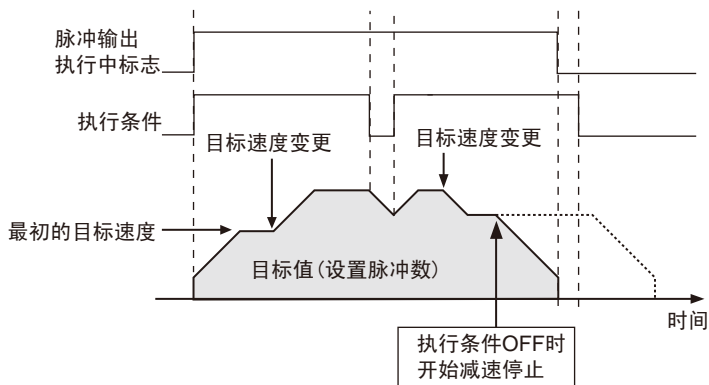 脉冲输出
执行中标志
执行条件
目标速度变更
目标速度变更
最初的目标速度
目标值(设置脉冲数)
时间
执行条件OFF时
开始减速停止